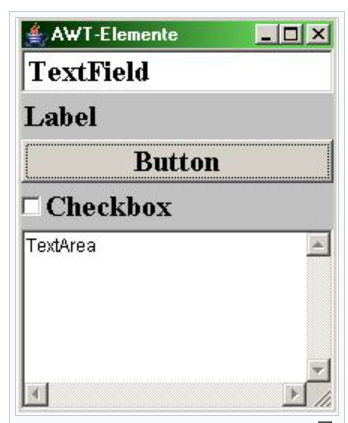 AWT-Elemente
TextField
Label
Button
Checkbox
TextArea